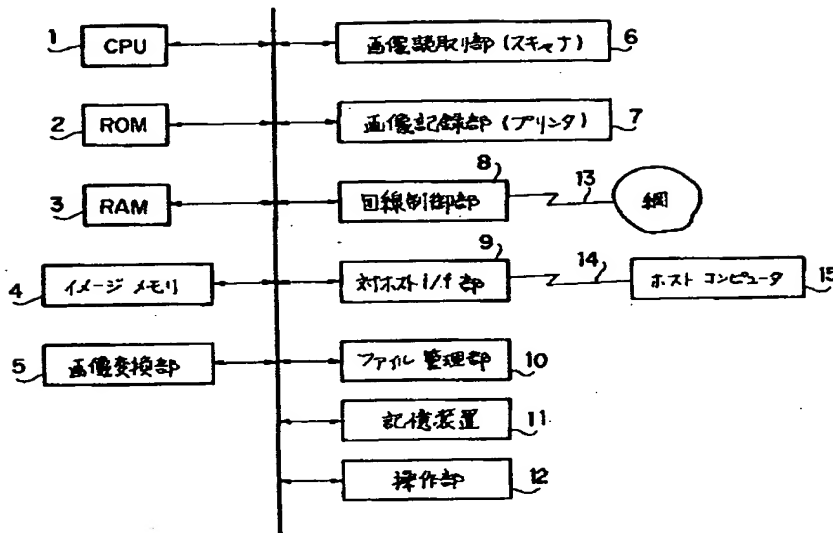 1 CPU
画像読取り部(スキャナ) 6
2 ROM
画像記録部(プリンタ) 7
3 RAM
8
回線制御部
13
網
4 イメージ メモリ
9
対ホスト i/f 部
14
ホスト コンピュータ 15
5 画像変換部
ファイル 管理部 10
記憶装置 11
操作部 12